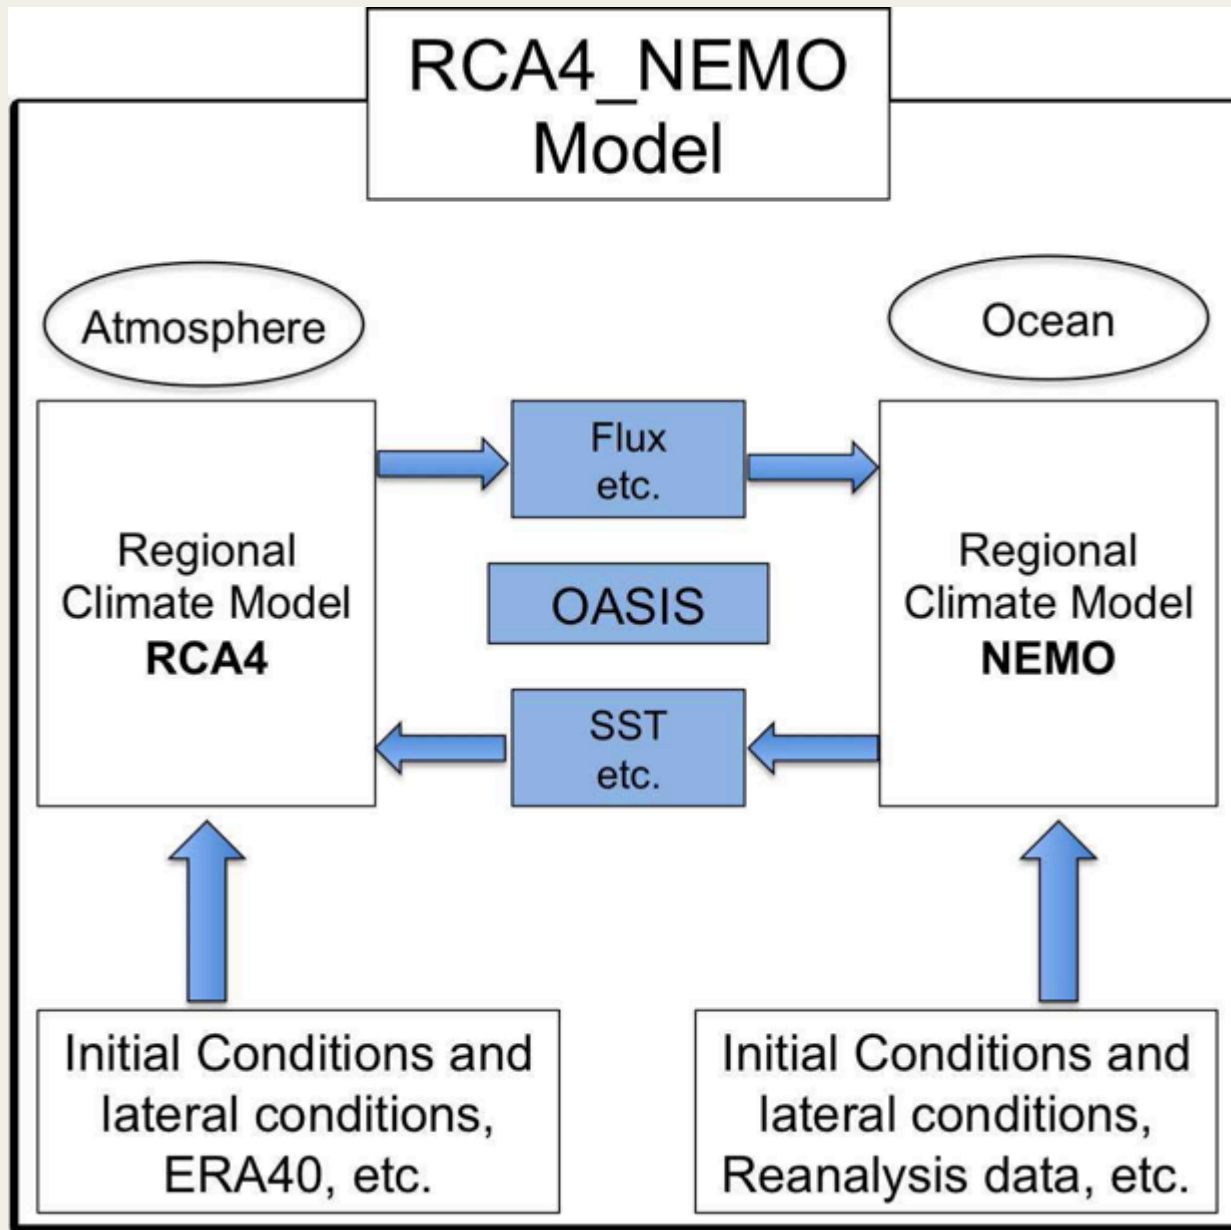 RCA4_NEMO
Model
Atmosphere
Ocean
Regional
Climate Model
RCA4
Flux
etc.
OASIS
SST
etc.
Regional
Climate Model
NEMO
Initial Conditions and
lateral conditions,
ERA40, etc.
Initial Conditions and
lateral conditions,
Reanalysis data, etc.